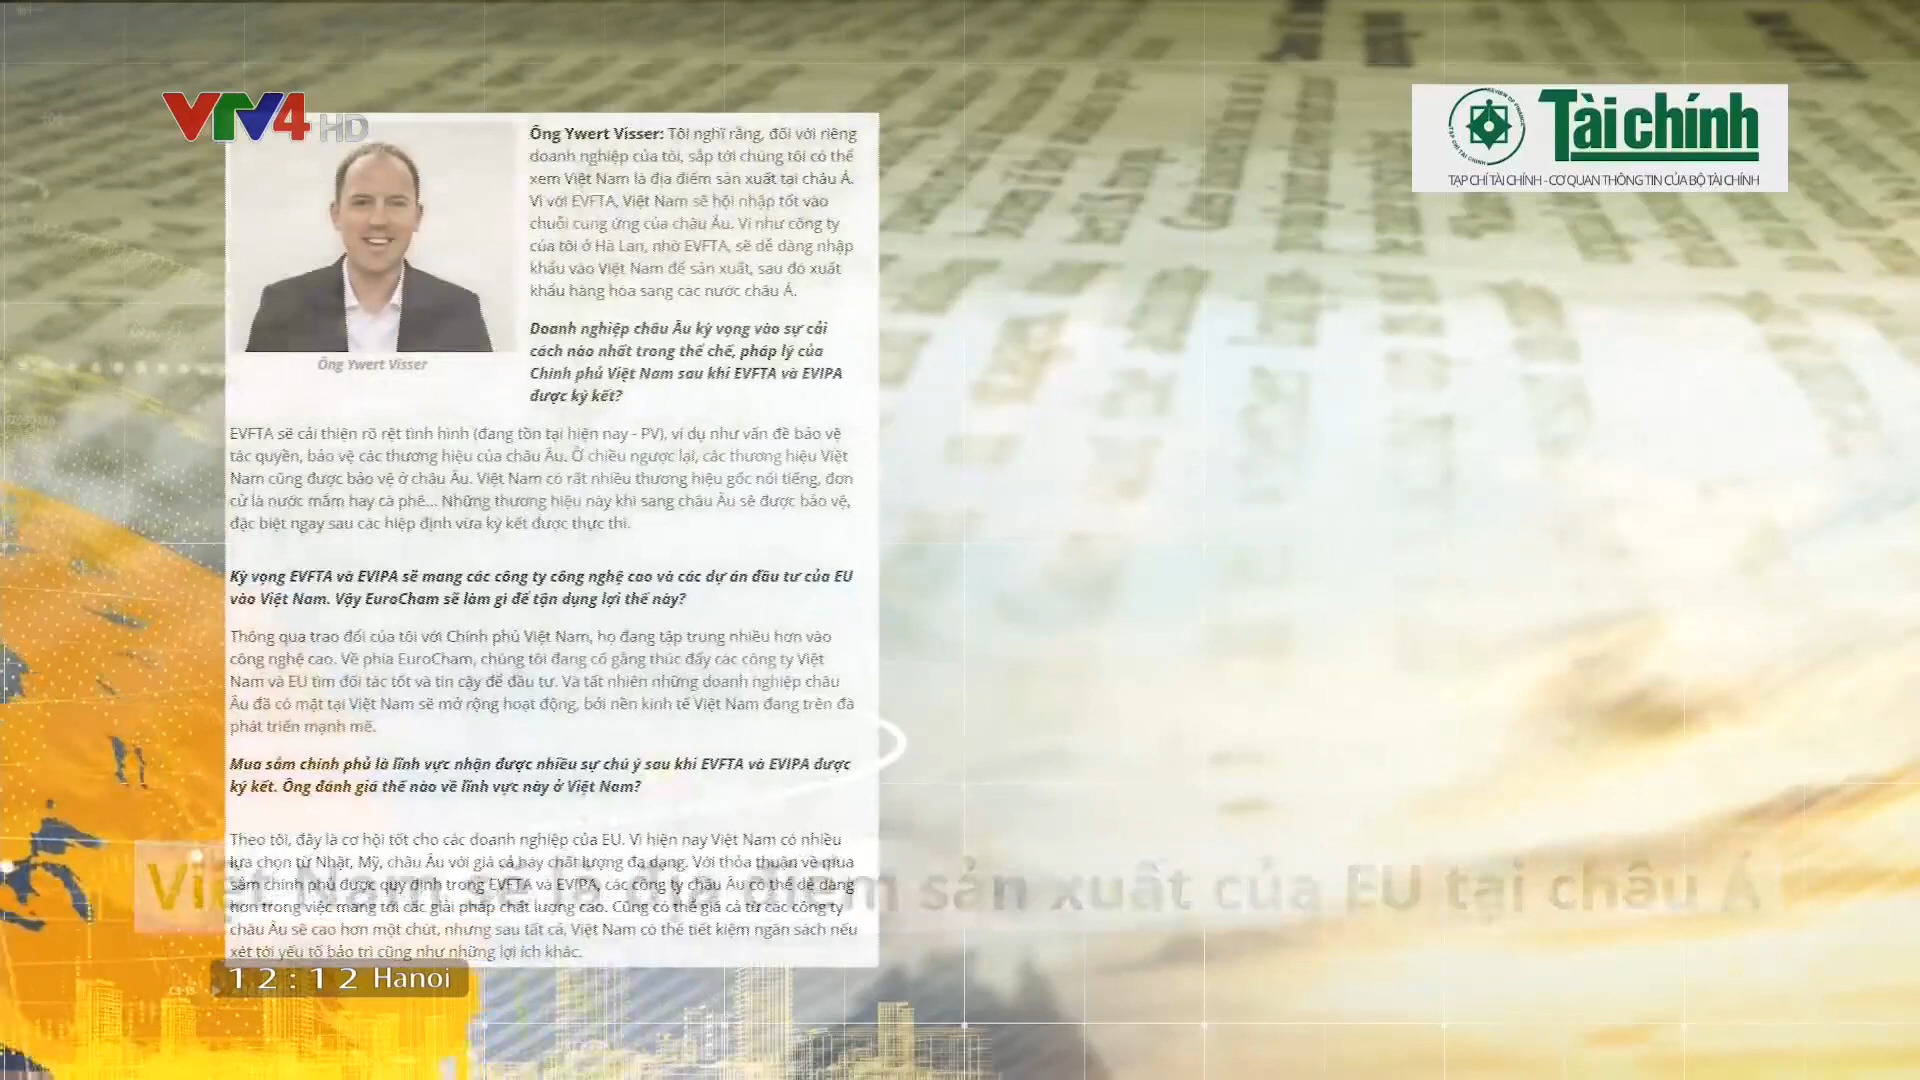 VTV4 HD
REVIEW OF FINANCE
TẠP CHÍ TÀI CHÍNH
Tài chính
TẠP CHÍ TÀI CHÍNH - CƠ QUAN THÔNG TIN CỦA BỘ TÀI CHÍNH
Ông Ywert Visser: Tôi nghĩ rằng, đối với riêng
doanh nghiệp của tôi, sắp tới chúng tôi có thể
xem Việt Nam là địa điểm sản xuất tại châu Á.
Vì với EVFTA, Việt Nam sẽ hội nhập tốt vào
chuỗi cung ứng của châu Âu. Ví như công ty
của tôi ở Hà Lan, nhờ EVFTA, sẽ dễ dàng nhập
khẩu vào Việt Nam để sản xuất, sau đó xuất
khẩu hàng hóa sang các nước châu Á.
Ông Ywert Visser
Doanh nghiệp châu Âu kỳ vọng vào sự cải
cách nào nhất trong thể chế, pháp lý của
Chính phủ Việt Nam sau khi EVFTA và EVIPA
được ký kết?
EVFTA sẽ cải thiện rõ rệt tình hình (đang tồn tại hiện nay - PV), ví dụ như vấn đề bảo vệ
tác quyền, bảo vệ các thương hiệu của châu Âu. Ở chiều ngược lại, các thương hiệu Việt
Nam cũng được bảo vệ ở châu Âu. Việt Nam có rất nhiều thương hiệu gốc nổi tiếng, đơn
cử là nước mắm hay cà phê... Những thương hiệu này khi sang châu Âu sẽ được bảo vệ,
đặc biệt ngay sau các hiệp định vừa ký kết được thực thi.
Kỳ vọng EVFTA và EVIPA sẽ mang các công ty công nghệ cao và các dự án đầu tư của EU
vào Việt Nam. Vậy EuroCham sẽ làm gì để tận dụng lợi thế này?
Thông qua trao đổi của tôi với Chính phủ Việt Nam, họ đang tập trung nhiều hơn vào
công nghệ cao. Về phía EuroCham, chúng tôi đang cố gắng thúc đẩy các công ty Việt
Nam và EU tìm đối tác tốt và tin cậy để đầu tư. Và tất nhiên những doanh nghiệp châu
Âu đã có mặt tại Việt Nam sẽ mở rộng hoạt động, bởi nền kinh tế Việt Nam đang trên đà
phát triển mạnh mẽ.
Mua sắm chính phủ là lĩnh vực nhận được nhiều sự chú ý sau khi EVFTA và EVIPA được
ký kết. Ông đánh giá thế nào về lĩnh vực này ở Việt Nam?
Theo tôi, đây là cơ hội tốt cho các doanh nghiệp của EU. Vì hiện nay Việt Nam có nhiều
lựa chọn từ Nhật, Mỹ, châu Âu với giá cả hay chất lượng đa dạng. Với thỏa thuận về mua
sắm chính phủ được quy định trong EVFTA và EVIPA, các công ty châu Âu có thể dễ dàng
hơn trong việc mang tới các giải pháp chất lượng cao. Cũng có thể giá cả từ các công ty
châu Âu sẽ cao hơn một chút, nhưng sau tất cả, Việt Nam có thể tiết kiệm ngân sách nếu
xét tới yếu tố bảo trì cũng như những lợi ích khác.
Việt Nam sẽ là địa điểm sản xuất của EU tại châu Á
12:12 Hanoi